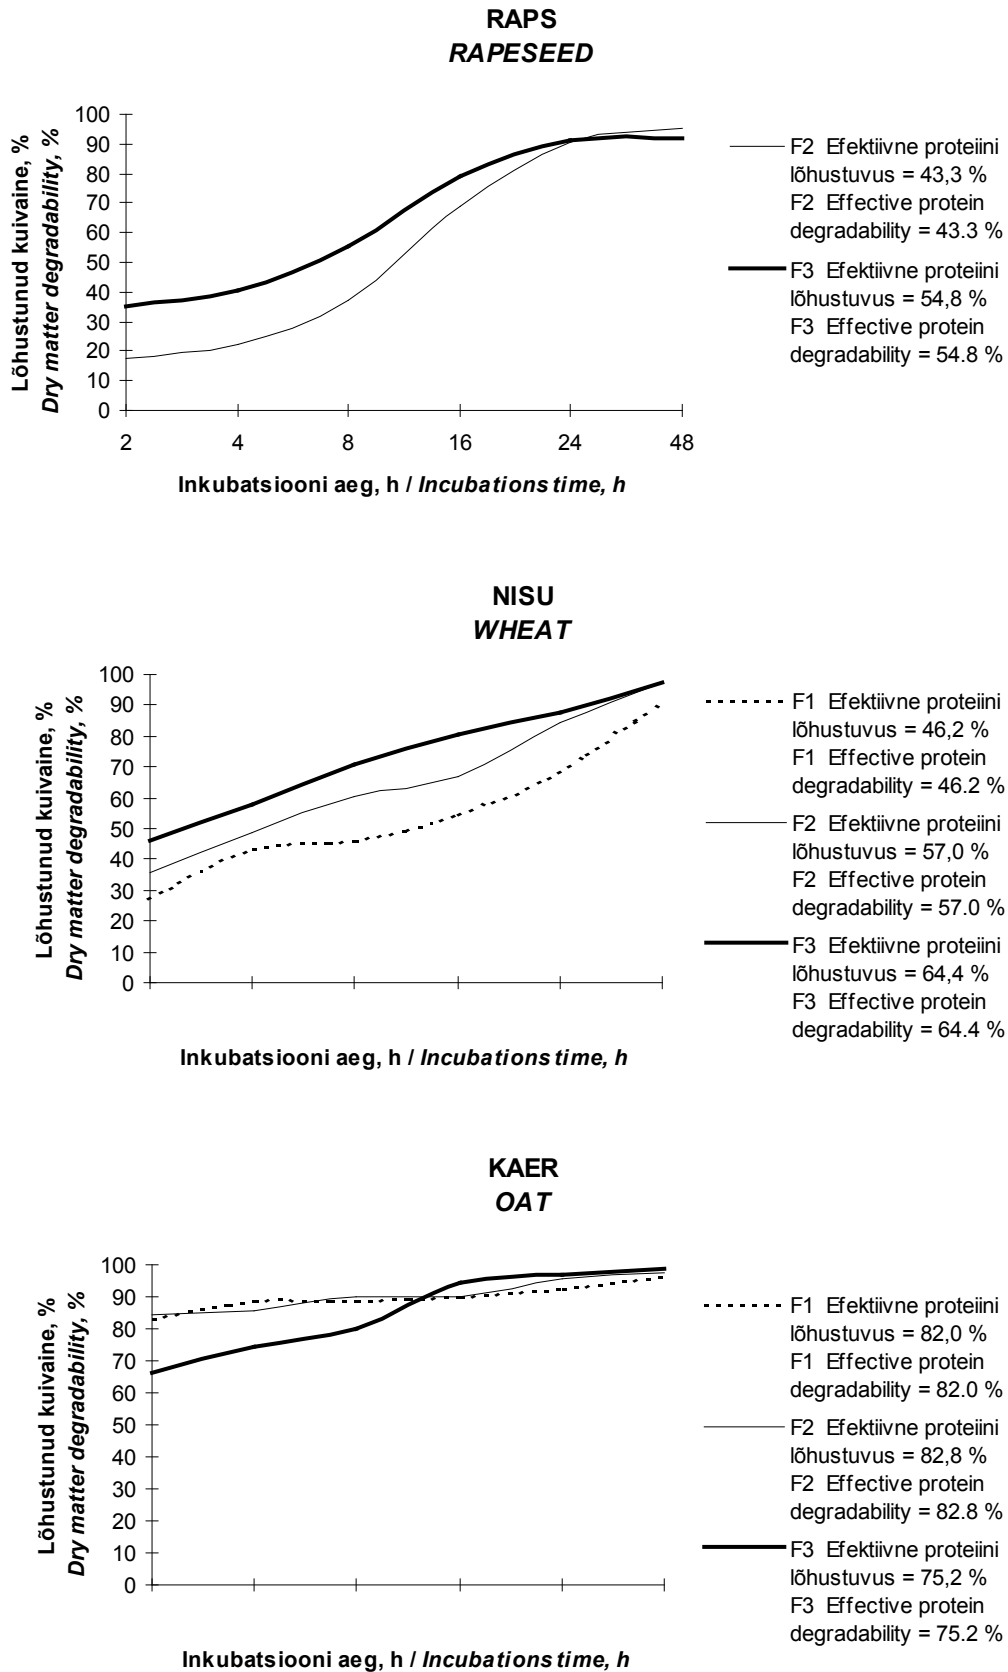 RAPS
RAPESEED
Lõhustunud kuivaine, %
Dry matter degradability, %
100
90
80
70
60
50
40
30
20
10
0
2 4 8 16 24 48
Inkubatsiooni aeg, h / Incubations time, h
F2 Efektiivne proteiini
lõhustuvus = 43,3 %
F2 Effective protein
degradability = 43.3 %
F3 Efektiivne proteiini
lõhustuvus = 54,8 %
F3 Effective protein
degradability = 54.8 %
NISU
WHEAT
Lõhustunud kuivaine, %
Dry matter degradability, %
100
90
80
70
60
50
40
30
20
10
0
Inkubatsiooni aeg, h / Incubations time, h
F1 Efektiivne proteiini
lõhustuvus = 46,2 %
F1 Effective protein
degradability = 46.2 %
F2 Efektiivne proteiini
lõhustuvus = 57,0 %
F2 Effective protein
degradability = 57.0 %
F3 Efektiivne proteiini
lõhustuvus = 64,4 %
F3 Effective protein
degradability = 64.4 %
KAER
OAT
Lõhustunud kuivaine, %
Dry matter degradability, %
100
90
80
70
60
50
40
30
20
10
0
Inkubatsiooni aeg, h / Incubations time, h
F1 Efektiivne proteiini
lõhustuvus = 82,0 %
F1 Effective protein
degradability = 82.0 %
F2 Efektiivne proteiini
lõhustuvus = 82,8 %
F2 Effective protein
degradability = 82.8 %
F3 Efektiivne proteiini
lõhustuvus = 75,2 %
F3 Effective protein
degradability = 75.2 %